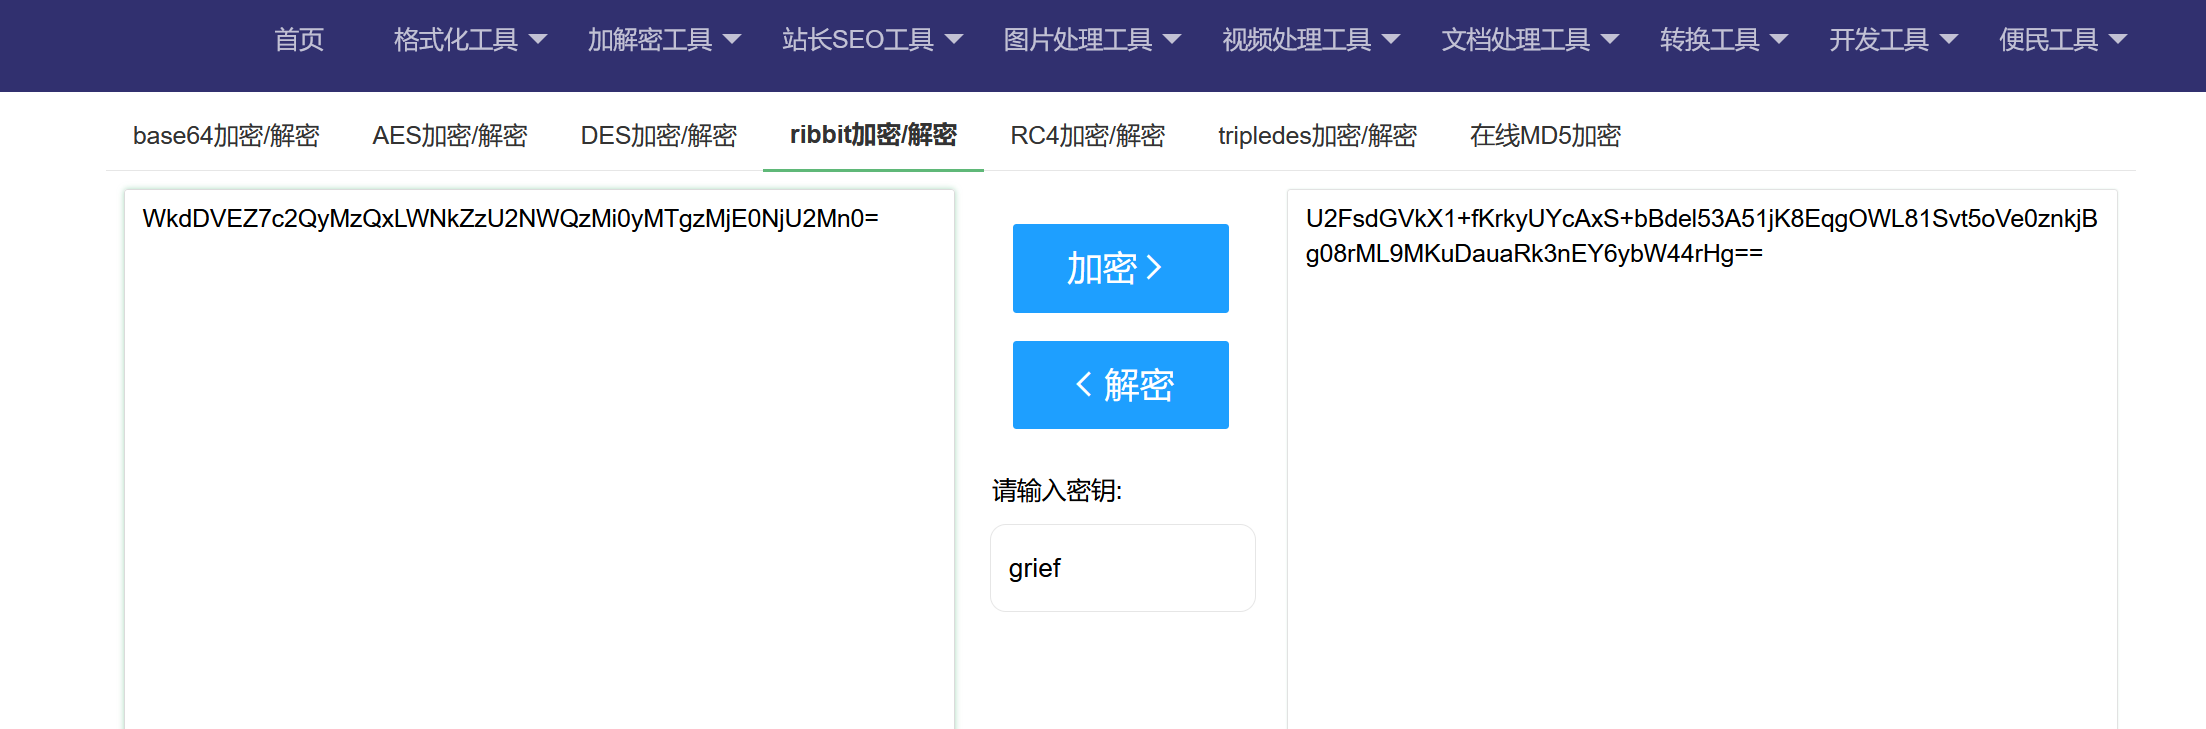 首页 格式化工具 加解密工具 站长SEO工具 图片处理工具 视频处理工具 文档处理工具 转换工具 开发工具 便民工具
base64加密/解密 AES加密/解密 DES加密/解密 ribbit加密/解密 RC4加密/解密 tripledes加密/解密 在线MD5加密
WkdDVEZ7c2QyMzQxLWNkZzU2NWQzMi0yMTgzMjE0NjU2Mn0=
加密
解密
请输入密钥:
grief
U2FsdGVkX1+fKrkyUYcAxS+bBdel53A51jK8EqgOWL81Svt5oVe0znkjB
g08rML9MKuDauaRk3nEY6ybW44rHg==